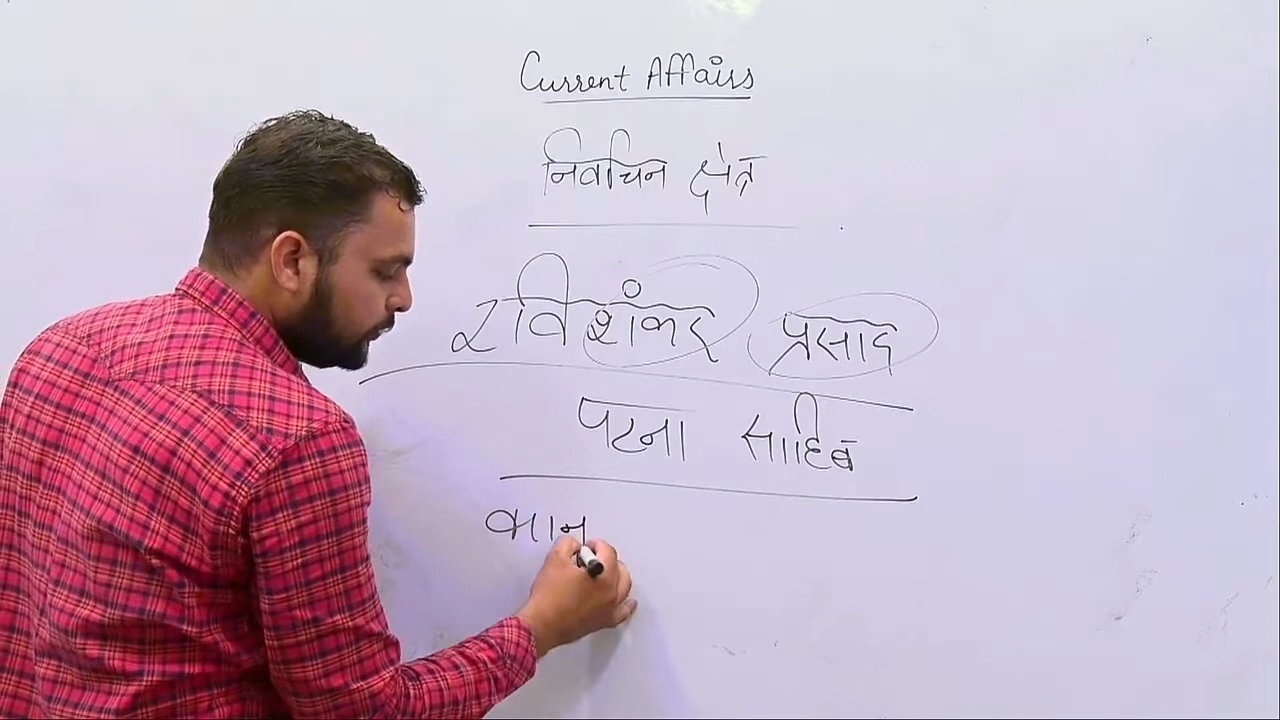 Current Affairs
निर्वाचन क्षेत्र
रविशंकर प्रसाद
पटना साहिब